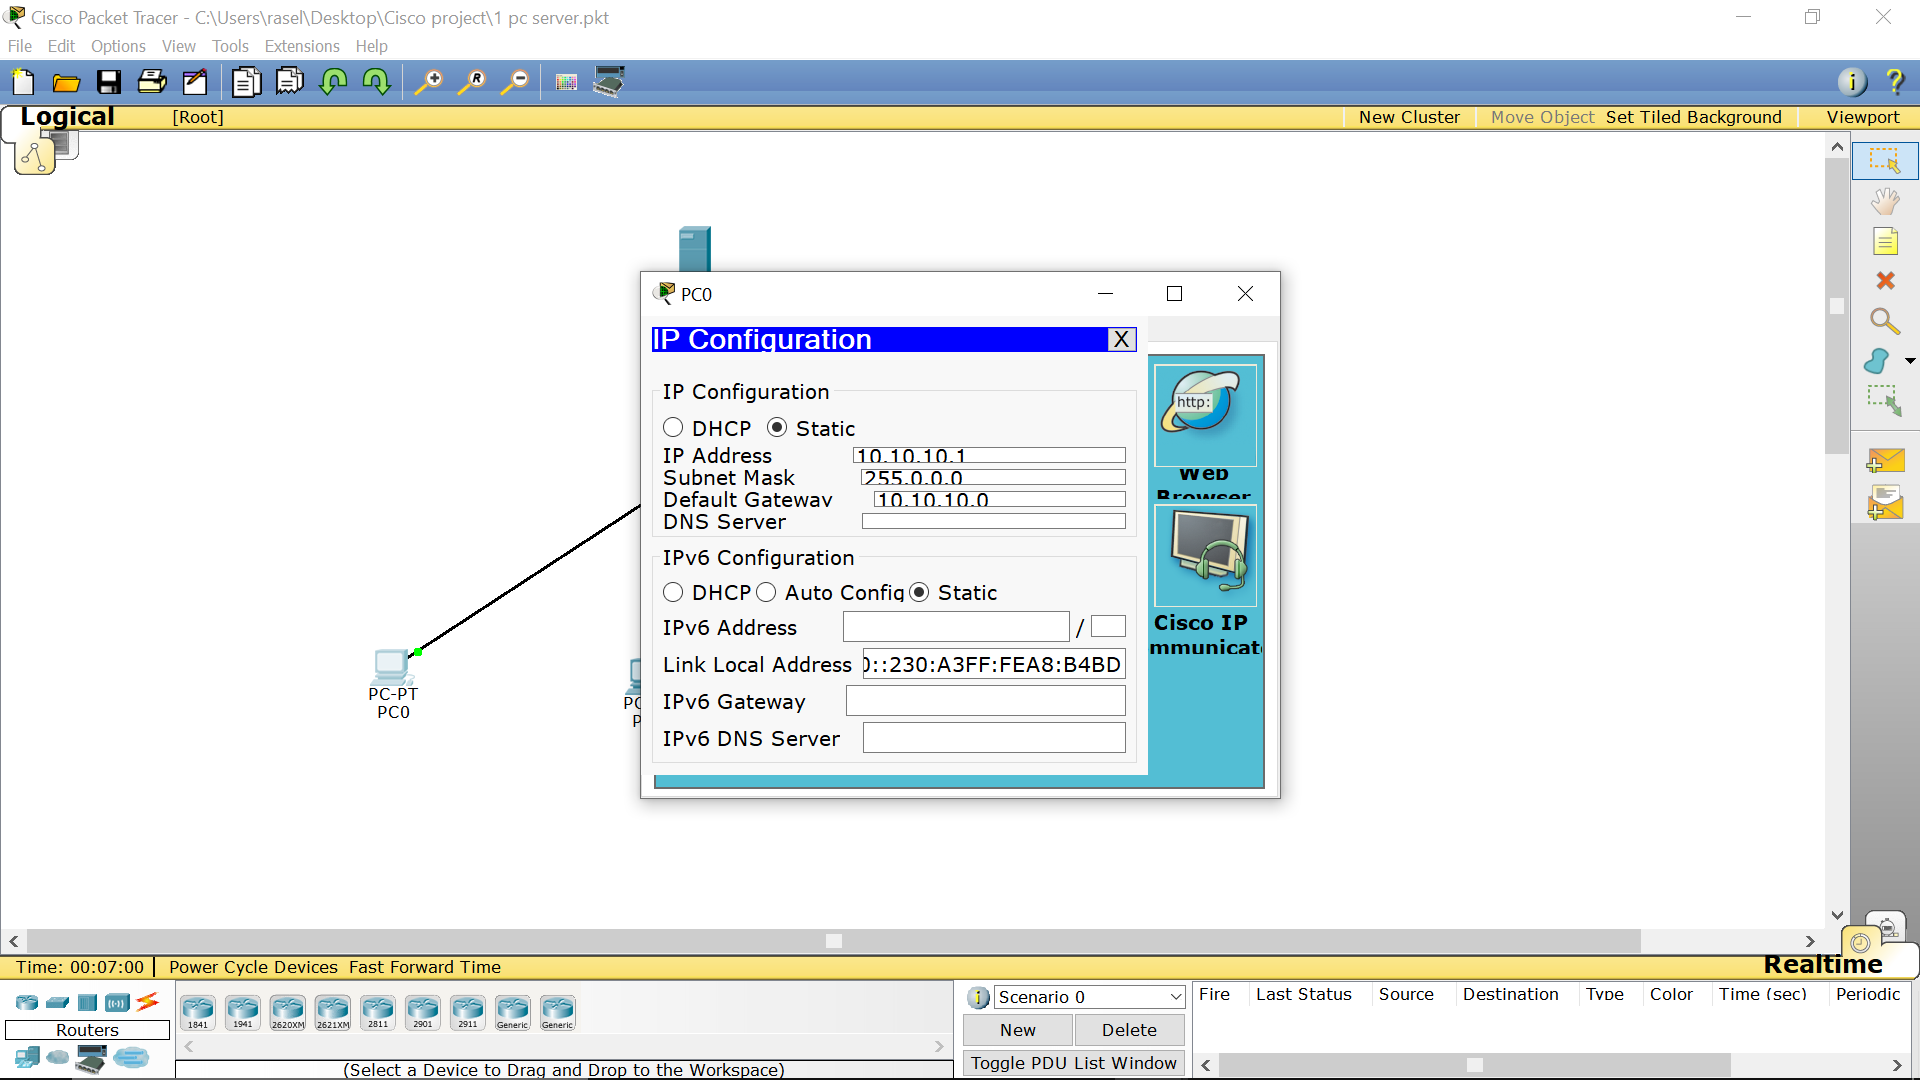 Cisco Packet Tracer - C:\Users\rasel\Desktop\Cisco project\1 pc server.pkt
File Edit Options View Tools Extensions Help
Logical [Root] New Cluster Move Object Set Tiled Background Viewport
PC0
IP Configuration X
IP Configuration
DHCP Static
IP Address 10.10.10.1
Subnet Mask 255.0.0.0
Default Gateway 10.10.10.0
DNS Server
IPv6 Configuration
DHCP Auto Config Static
IPv6 Address /
Link Local Address ::230:A3FF:FEA8:B4BD
IPv6 Gateway
IPv6 DNS Server
http:
Web
Browser
Cisco IP
mmunicat
PC-PT
PC0
PC
P
Time: 00:07:00 Power Cycle Devices Fast Forward Time
Realtime
Routers
1841 1941 2620XM 2621XM 2811 2901 2911 Generic Generic
(Select a Device to Drag and Drop to the Workspace)
Scenario 0
New Delete
Toggle PDU List Window
Fire Last Status Source Destination Type Color Time (sec) Periodic